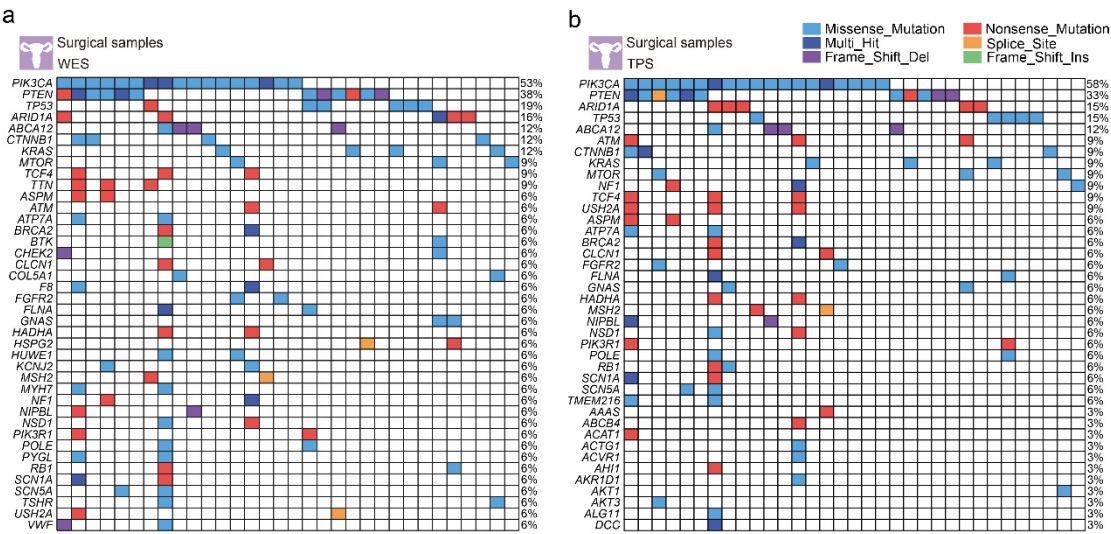 a
Surgical samples
WES
PIK3CA 53%
PTEN 38%
TP53 19%
ARID1A 16%
ABCA12 12%
CTNNB1 12%
KRAS 12%
MTOR 9%
TCF4 9%
TTN 9%
ASPM 6%
ATM 6%
ATP7A 6%
BRCA2 6%
BTK 6%
CHEK2 6%
CLCN1 6%
COL5A1 6%
F8 6%
FGFR2 6%
FLNA 6%
GNAS 6%
HADHA 6%
HSPG2 6%
HUWE1 6%
KCNJ2 6%
MSH2 6%
MYH7 6%
NF1 6%
NIPBL 6%
NSD1 6%
PIK3R1 6%
POLE 6%
PYGL 6%
RB1 6%
SCN1A 6%
SCN5A 6%
TSHR 6%
USH2A 6%
VWF 6%
b
Surgical samples
TPS
Missense_Mutation
Multi_Hit
Frame_Shift_Del
Nonsense_Mutation
Splice_Site
Frame_Shift_Ins
PIK3CA 58%
PTEN 33%
ARID1A 15%
TP53 15%
ABCA12 12%
ATM 9%
CTNNB1 9%
KRAS 9%
MTOR 9%
NF1 9%
TCF4 9%
USH2A 9%
ASPM 6%
ATP7A 6%
BRCA2 6%
CLCN1 6%
FGFR2 6%
FLNA 6%
GNAS 6%
HADHA 6%
MSH2 6%
NIPBL 6%
NSD1 6%
PIK3R1 6%
POLE 6%
RB1 6%
SCN1A 6%
SCN5A 6%
TMEM216 6%
AAAS 3%
ABCB4 3%
ACAT1 3%
ACTG1 3%
ACVR1 3%
AHI1 3%
AKR1D1 3%
AKT1 3%
AKT3 3%
ALG11 3%
DCC 3%